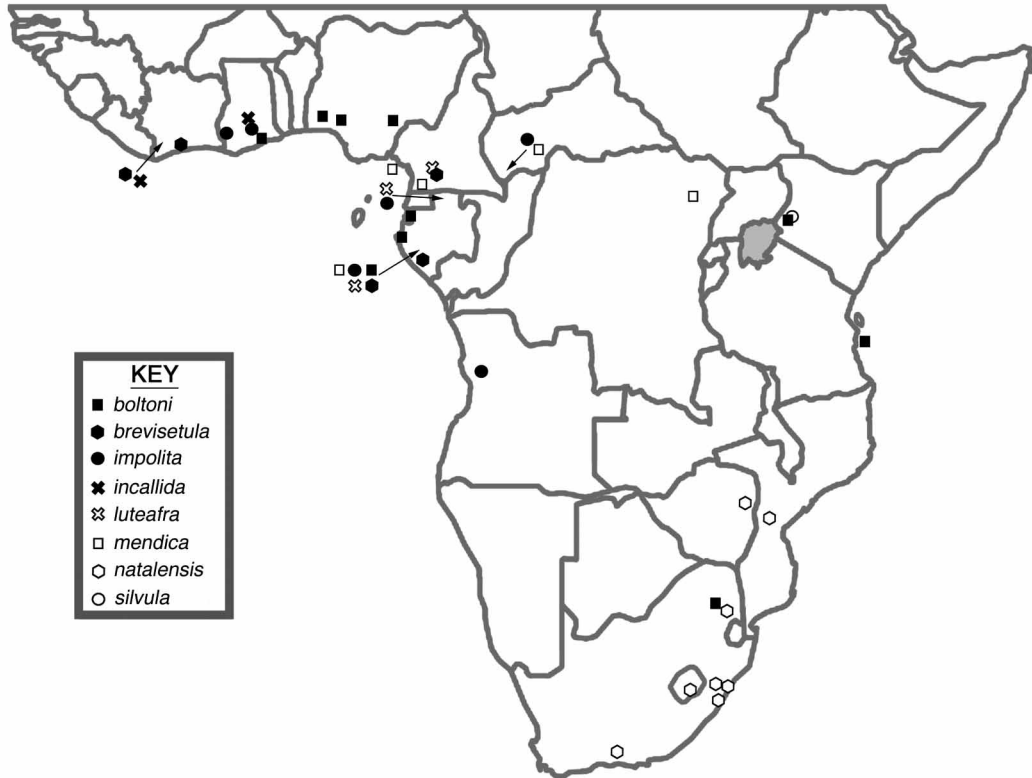 KEY
boltoni
brevisetula
impolita
incallida
luteafra
mendica
natalensis
silvula